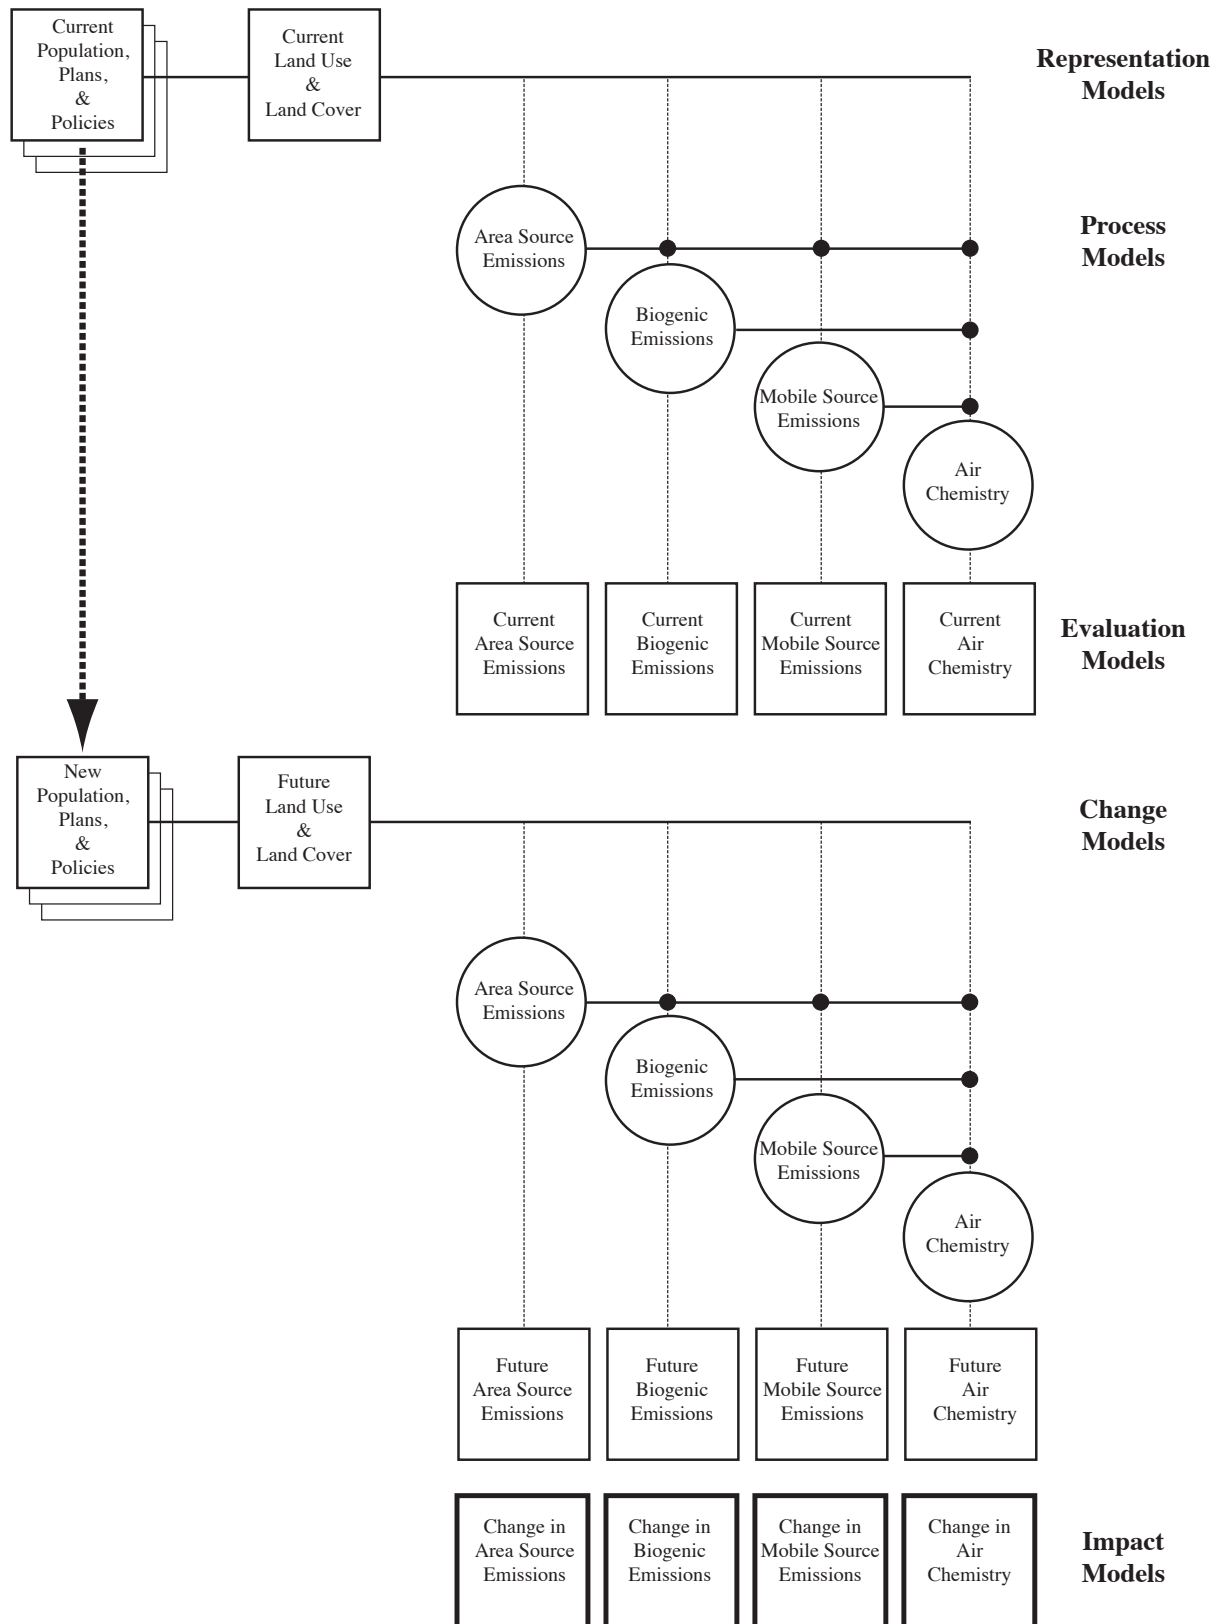 Current
Population,
Plans,
&
Policies
Current
Land Use
&
Land Cover
Representation
Models
Area Source
Emissions
Process
Models
Biogenic
Emissions
Mobile Source
Emissions
Air
Chemistry
Current
Area Source
Emissions
Current
Biogenic
Emissions
Current
Mobile Source
Emissions
Current
Air
Chemistry
Evaluation
Models
New
Population,
Plans,
&
Policies
Future
Land Use
&
Land Cover
Change
Models
Area Source
Emissions
Biogenic
Emissions
Mobile Source
Emissions
Air
Chemistry
Future
Area Source
Emissions
Future
Biogenic
Emissions
Future
Mobile Source
Emissions
Future
Air
Chemistry
Change in
Area Source
Emissions
Change in
Biogenic
Emissions
Change in
Mobile Source
Emissions
Change in
Air
Chemistry
Impact
Models